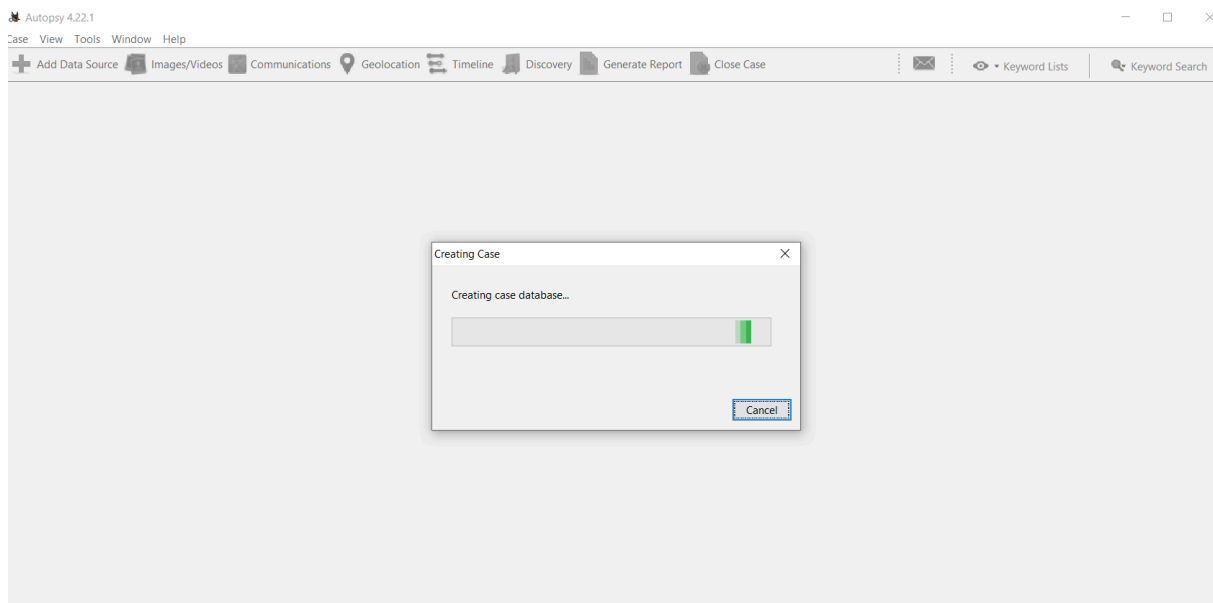 Autopsy 4.22.1
Case View Tools Window Help
Add Data Source Images/Videos Communications Geolocation Timeline Discovery Generate Report Close Case Keyword Lists Keyword Search
Creating Case
Creating case database...
Cancel